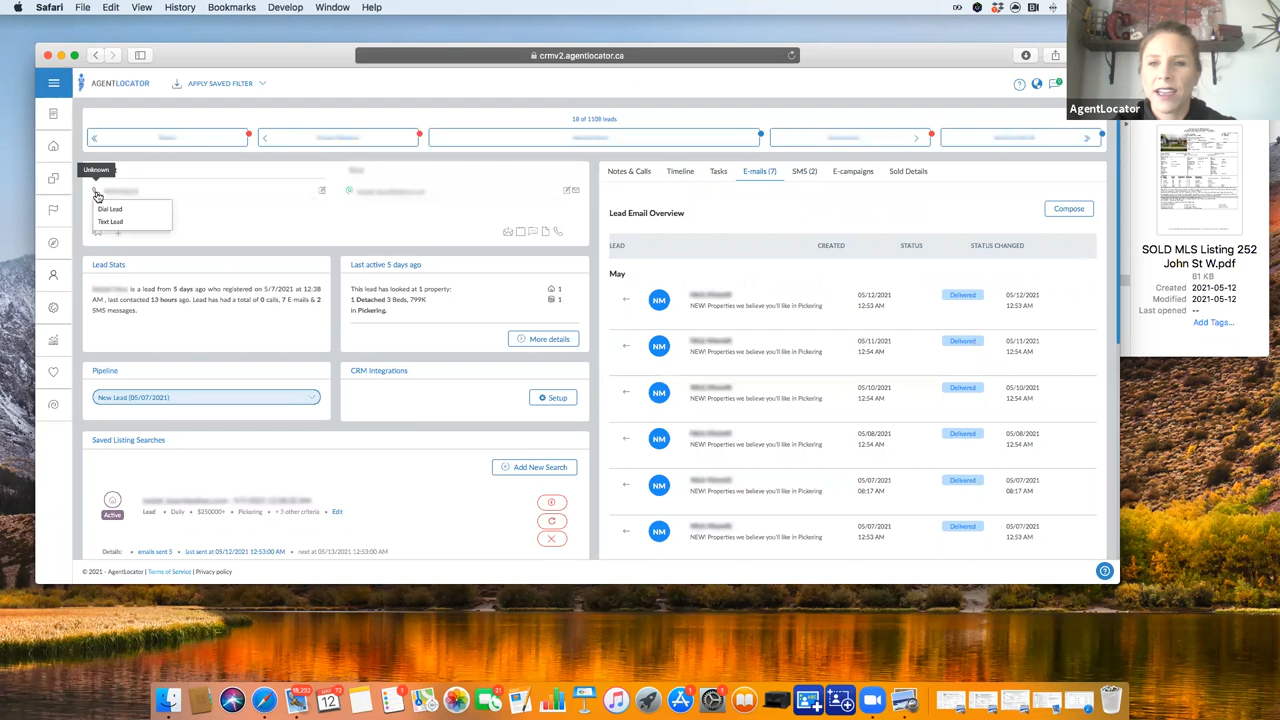 Safari File Edit View History Bookmarks Develop Window Help
crmv2.agentlocator.ca
AGENTLOCATOR APPLY SAVED FILTER
AgentLocator
18 of 1108 leads
Unknown
Dial Lead
Text Lead
Notes & Calls Timeline Tasks E-mails (7) SMS (2) E-campaigns Sold Details
Lead Email Overview Compose
LEAD CREATED STATUS STATUS CHANGED
May
NM 05/12/2021 Delivered 05/12/2021
NEW! Properties we believe you'll like in Pickering 12:53 AM 12:53 AM
NM 05/11/2021 Delivered 05/11/2021
NEW! Properties we believe you'll like in Pickering 12:54 AM 12:54 AM
NM 05/10/2021 Delivered 05/10/2021
NEW! Properties we believe you'll like in Pickering 12:54 AM 12:54 AM
NM 05/08/2021 Delivered 05/08/2021
NEW! Properties we believe you'll like in Pickering 12:54 AM 12:54 AM
NM 05/07/2021 Delivered 05/07/2021
NEW! Properties we believe you'll like in Pickering 08:17 AM 12:53 AM
NM 05/07/2021 Delivered 05/07/2021
NEW! Properties we believe you'll like in Pickering 12:53 AM 12:53 AM
Lead Stats
is a lead from 5 days ago who registered on 5/7/2021 at 12:38
AM , last contacted 13 hours ago. Lead has had a total of 0 calls, 7 E-mails & 2
SMS messages.
Last active 5 days ago
This lead has looked at 1 property:
1 Detached 3 Beds, 799K
in Pickering.
1
1
More details
Pipeline
New Lead (05/07/2021)
CRM Integrations
Setup
Saved Listing Searches
Add New Search
Active
Lead • Daily • $250000+ • Pickering • + 3 other criteria • Edit
Details: • emails sent 5 • last sent at 05/12/2021 12:53:00 AM • next at 05/13/2021 12:53:00 AM
© 2021 - AgentLocator | Terms of Service | Privacy policy
SOLD MLS Listing 252
John St W.pdf
61 KB
Created 2021-05-12
Modified 2021-05-12
Last opened --
Add Tags...